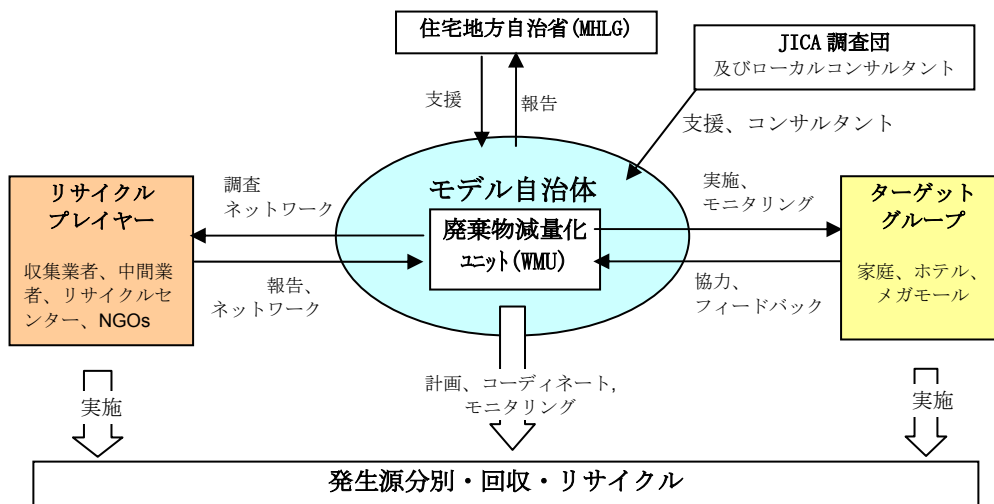 住宅地方自治省(MHLG)
JICA 調査団
及びローカルコンサルタント
支援
報告
支援、コンサルタント
リサイクル
プレイヤー
収集業者、中間業
者、リサイクルセ
ンター、NGOs
調査
ネットワーク
報告、
ネットワーク
モデル自治体
廃棄物減量化
ユニット(WMU)
実施、
モニタリング
協力、
フィードバック
ターゲット
グループ
家庭、ホテル、
メガモール
実施
計画、コーディネート,
モニタリング
実施
発生源分別・回収・リサイクル